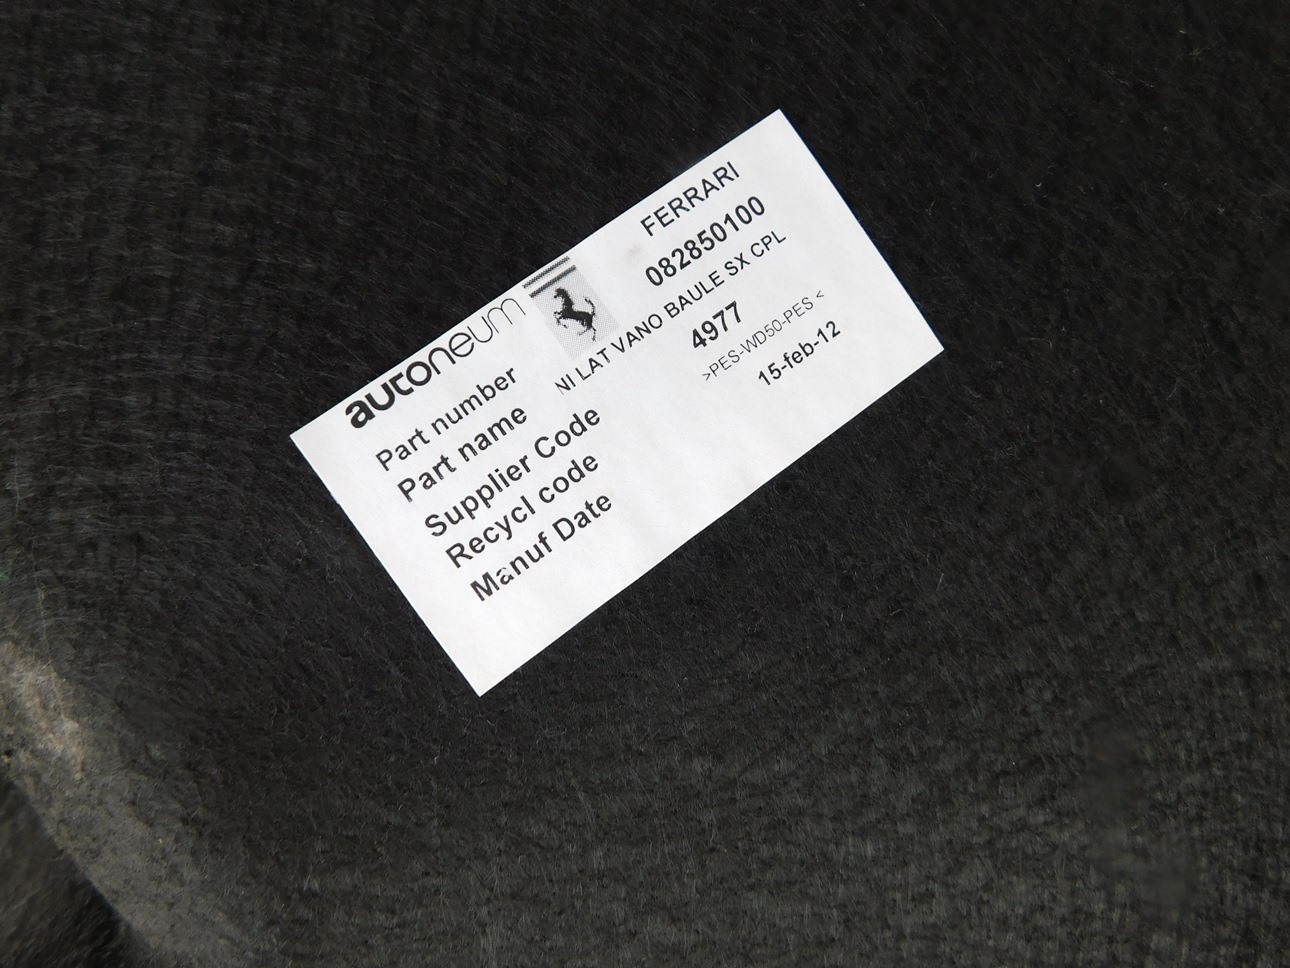 autoneum FERRARI
Part number 082850100
Part name NI LAT VANO BAULE SX CPL
Supplier Code 4977
Recycl code >PES-WD50-PES <
Manuf Date 15-feb-12